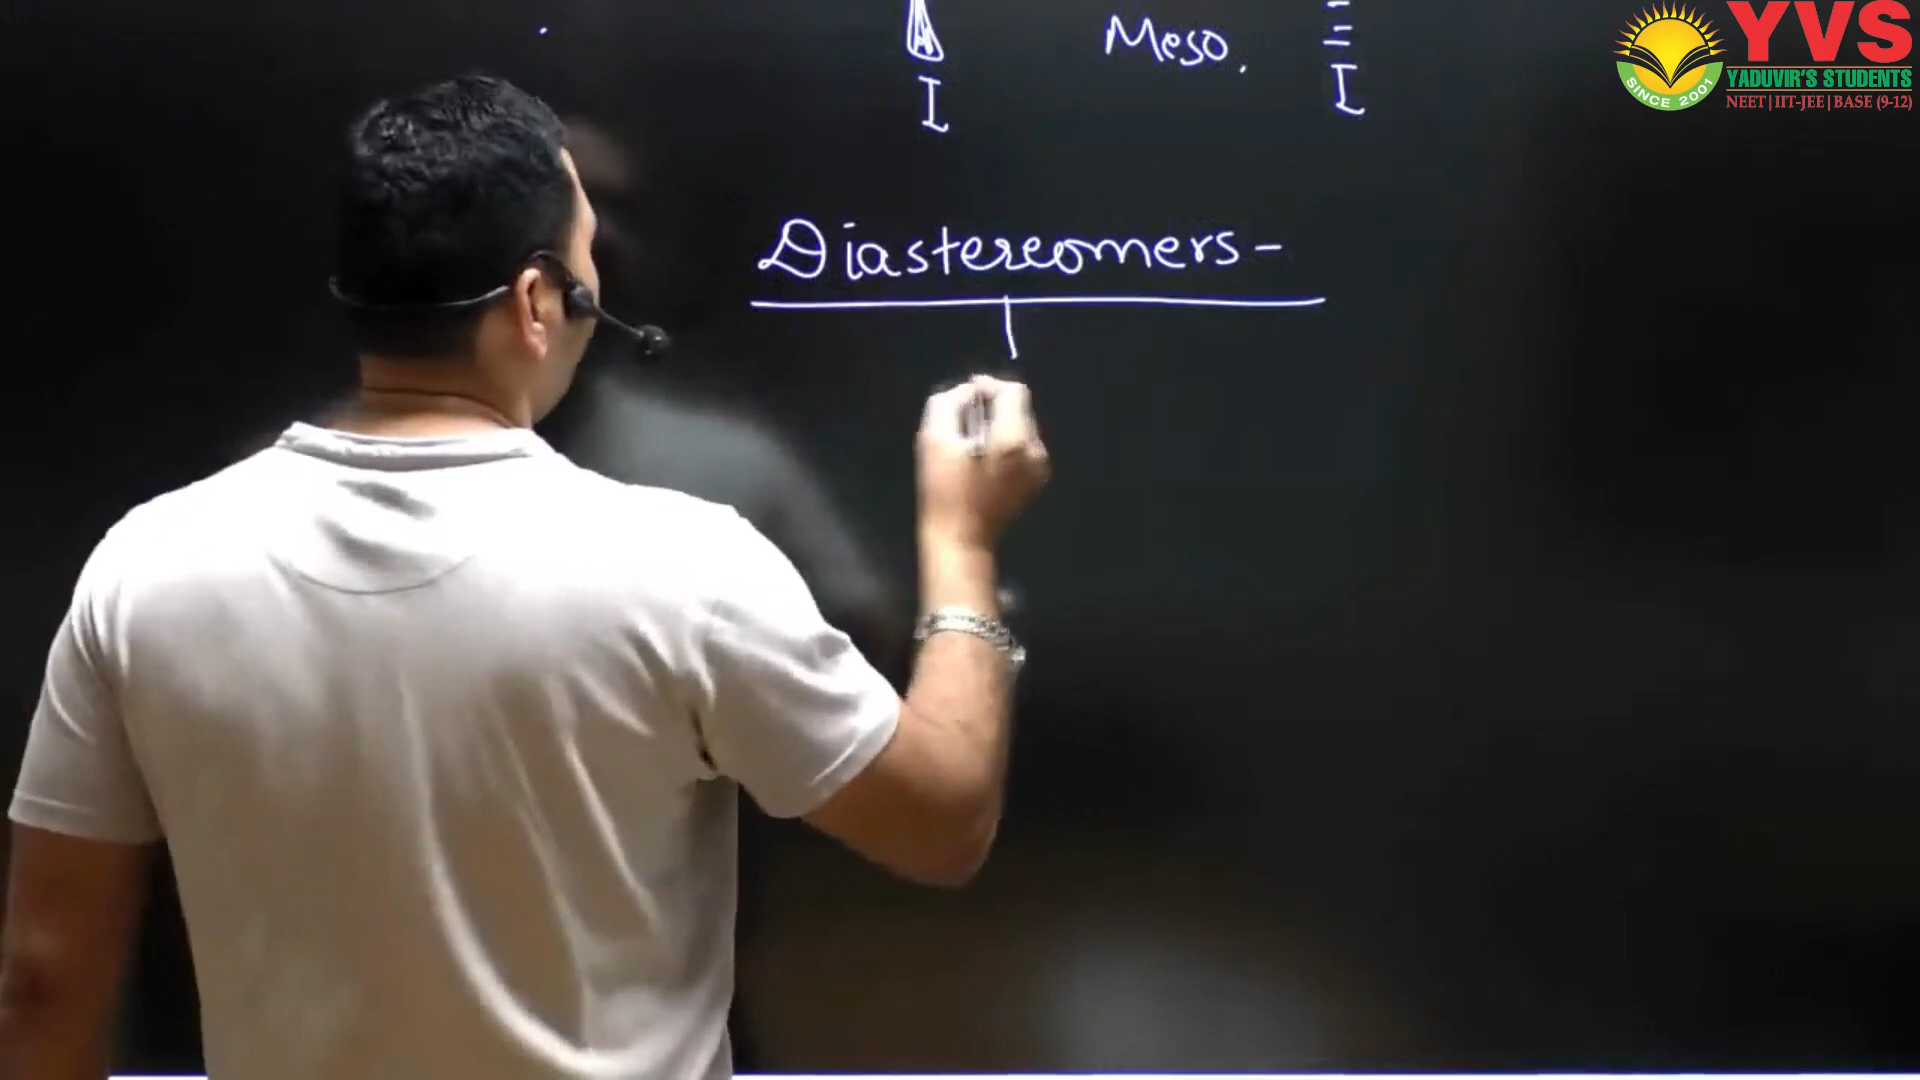 Meso.
I
I
Diastereomers-
YVS
YADUVIR'S STUDENTS
NEET | IIT-JEE | BASE (9-12)
SINCE 2001